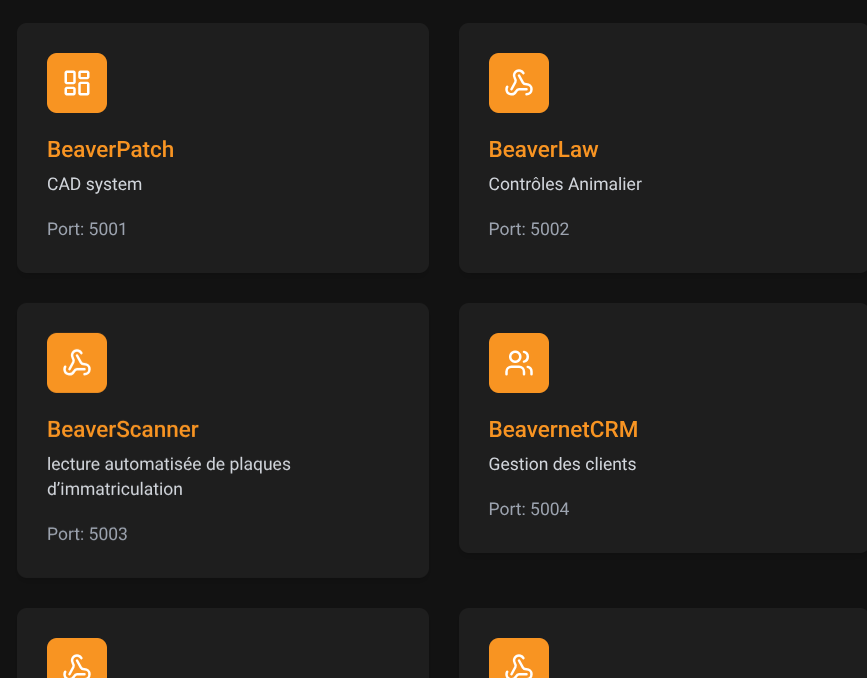 BeaverPatch
CAD system
Port: 5001
BeaverLaw
Contrôles Animalier
Port: 5002
BeaverScanner
lecture automatisée de plaques
d’immatriculation
Port: 5003
BeavernetCRM
Gestion des clients
Port: 5004